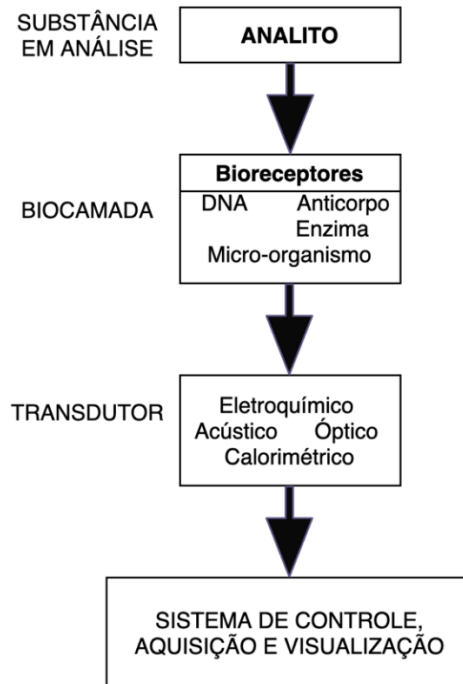 SUBSTÂNCIA
EM ANÁLISE
ANALITO
BIOCAMADA
Bioreceptores
DNA Anticorpo
Enzima
Micro-organismo
TRANSDUTOR
Eletroquímico
Acústico Óptico
Calorimétrico
SISTEMA DE CONTROLE,
AQUISIÇÃO E VISUALIZAÇÃO